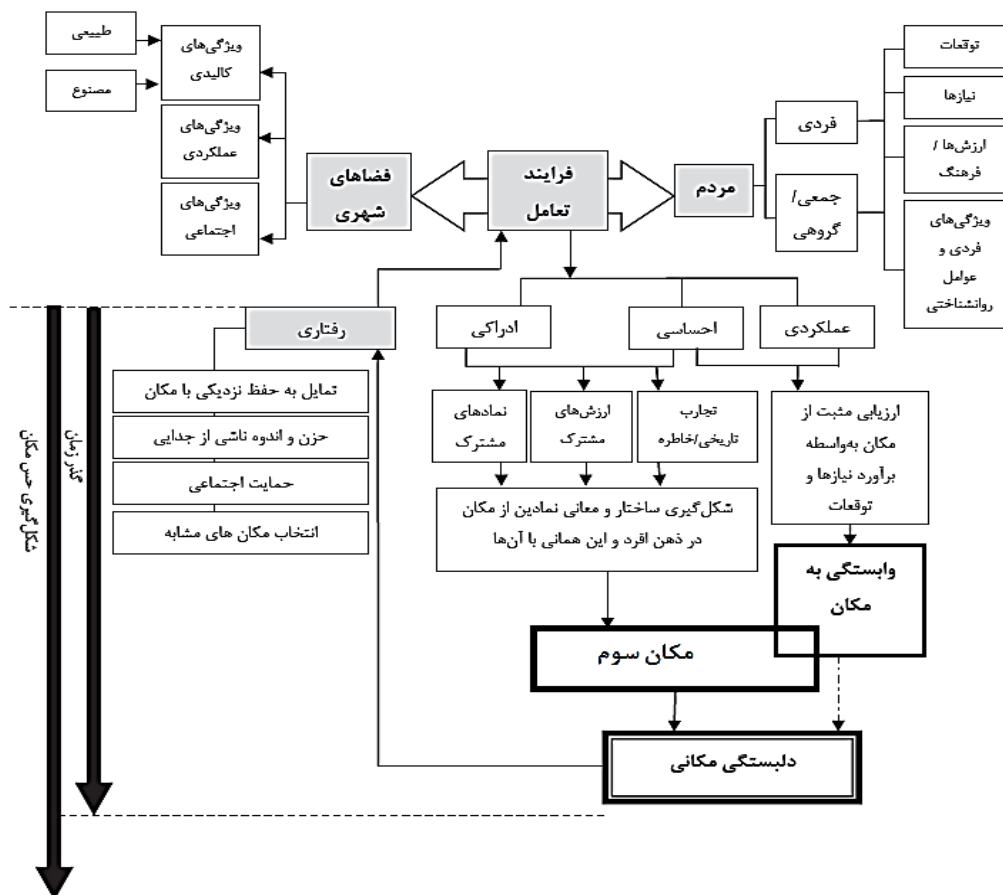 توقعات
نیازها
ارزش‌ها /
فرهنگ
ویژگی‌های
فردی و
عوامل
روانشناختی
فردی
جمعی/
گروهی
مردم
فرایند
تعامل
فضاهای
شهری
ویژگی‌های
کالبدی
ویژگی‌های
عملکردی
ویژگی‌های
اجتماعی
طبیعی
مصنوع
عملکردی
احساسی
ادراکی
رفتاری
ارزیابی مثبت از
مکان به‌واسطه
برآورد نیازها و
توقعات
تجارب
تاریخی/خاطره
ارزش‌های
مشترک
نمادهای
مشترک
شکل‌گیری ساختار و معانی نمادین از مکان
در ذهن افرد و این همانی با آن‌ها
وابستگی به
مکان
مکان سوم
دلبستگی مکانی
تمایل به حفظ نزدیکی با مکان
حزن و اندوه ناشی از جدایی
حمایت اجتماعی
انتخاب مکان های مشابه
گذر زمان
شکل‌گیری حس مکان